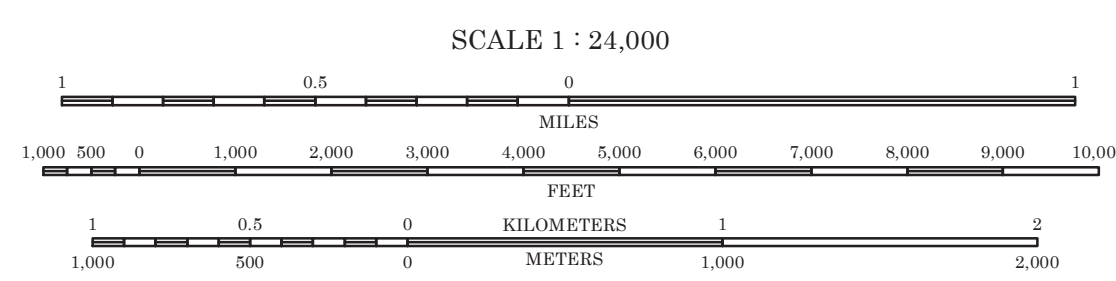 SCALE 1 : 24,000
1 0.5 0 1
MILES
1,000 500 0 1,000 2,000 3,000 4,000 5,000 6,000 7,000 8,000 9,000 10,00
FEET
1 0.5 0 KILOMETERS 1 2
1,000 500 0 METERS 1,000 2,000